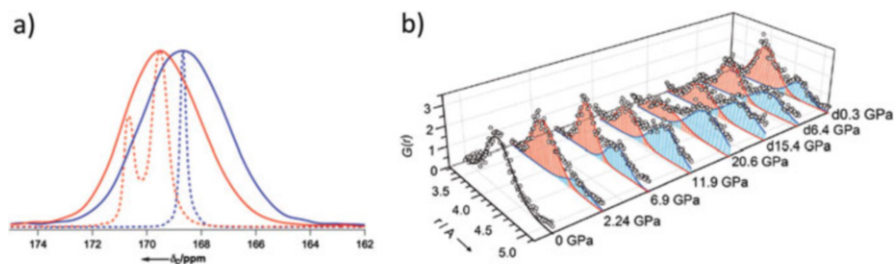 a)
174 172 170 168 166 164 162
δc/ppm
b)
3
2
1
0
G(r)
3.5
4.0
4.5
5.0
r / A
0 GPa
2.24 GPa
6.9 GPa
11.9 GPa
20.6 GPa
d15.4 GPa
d6.4 GPa
d0.3 GPa